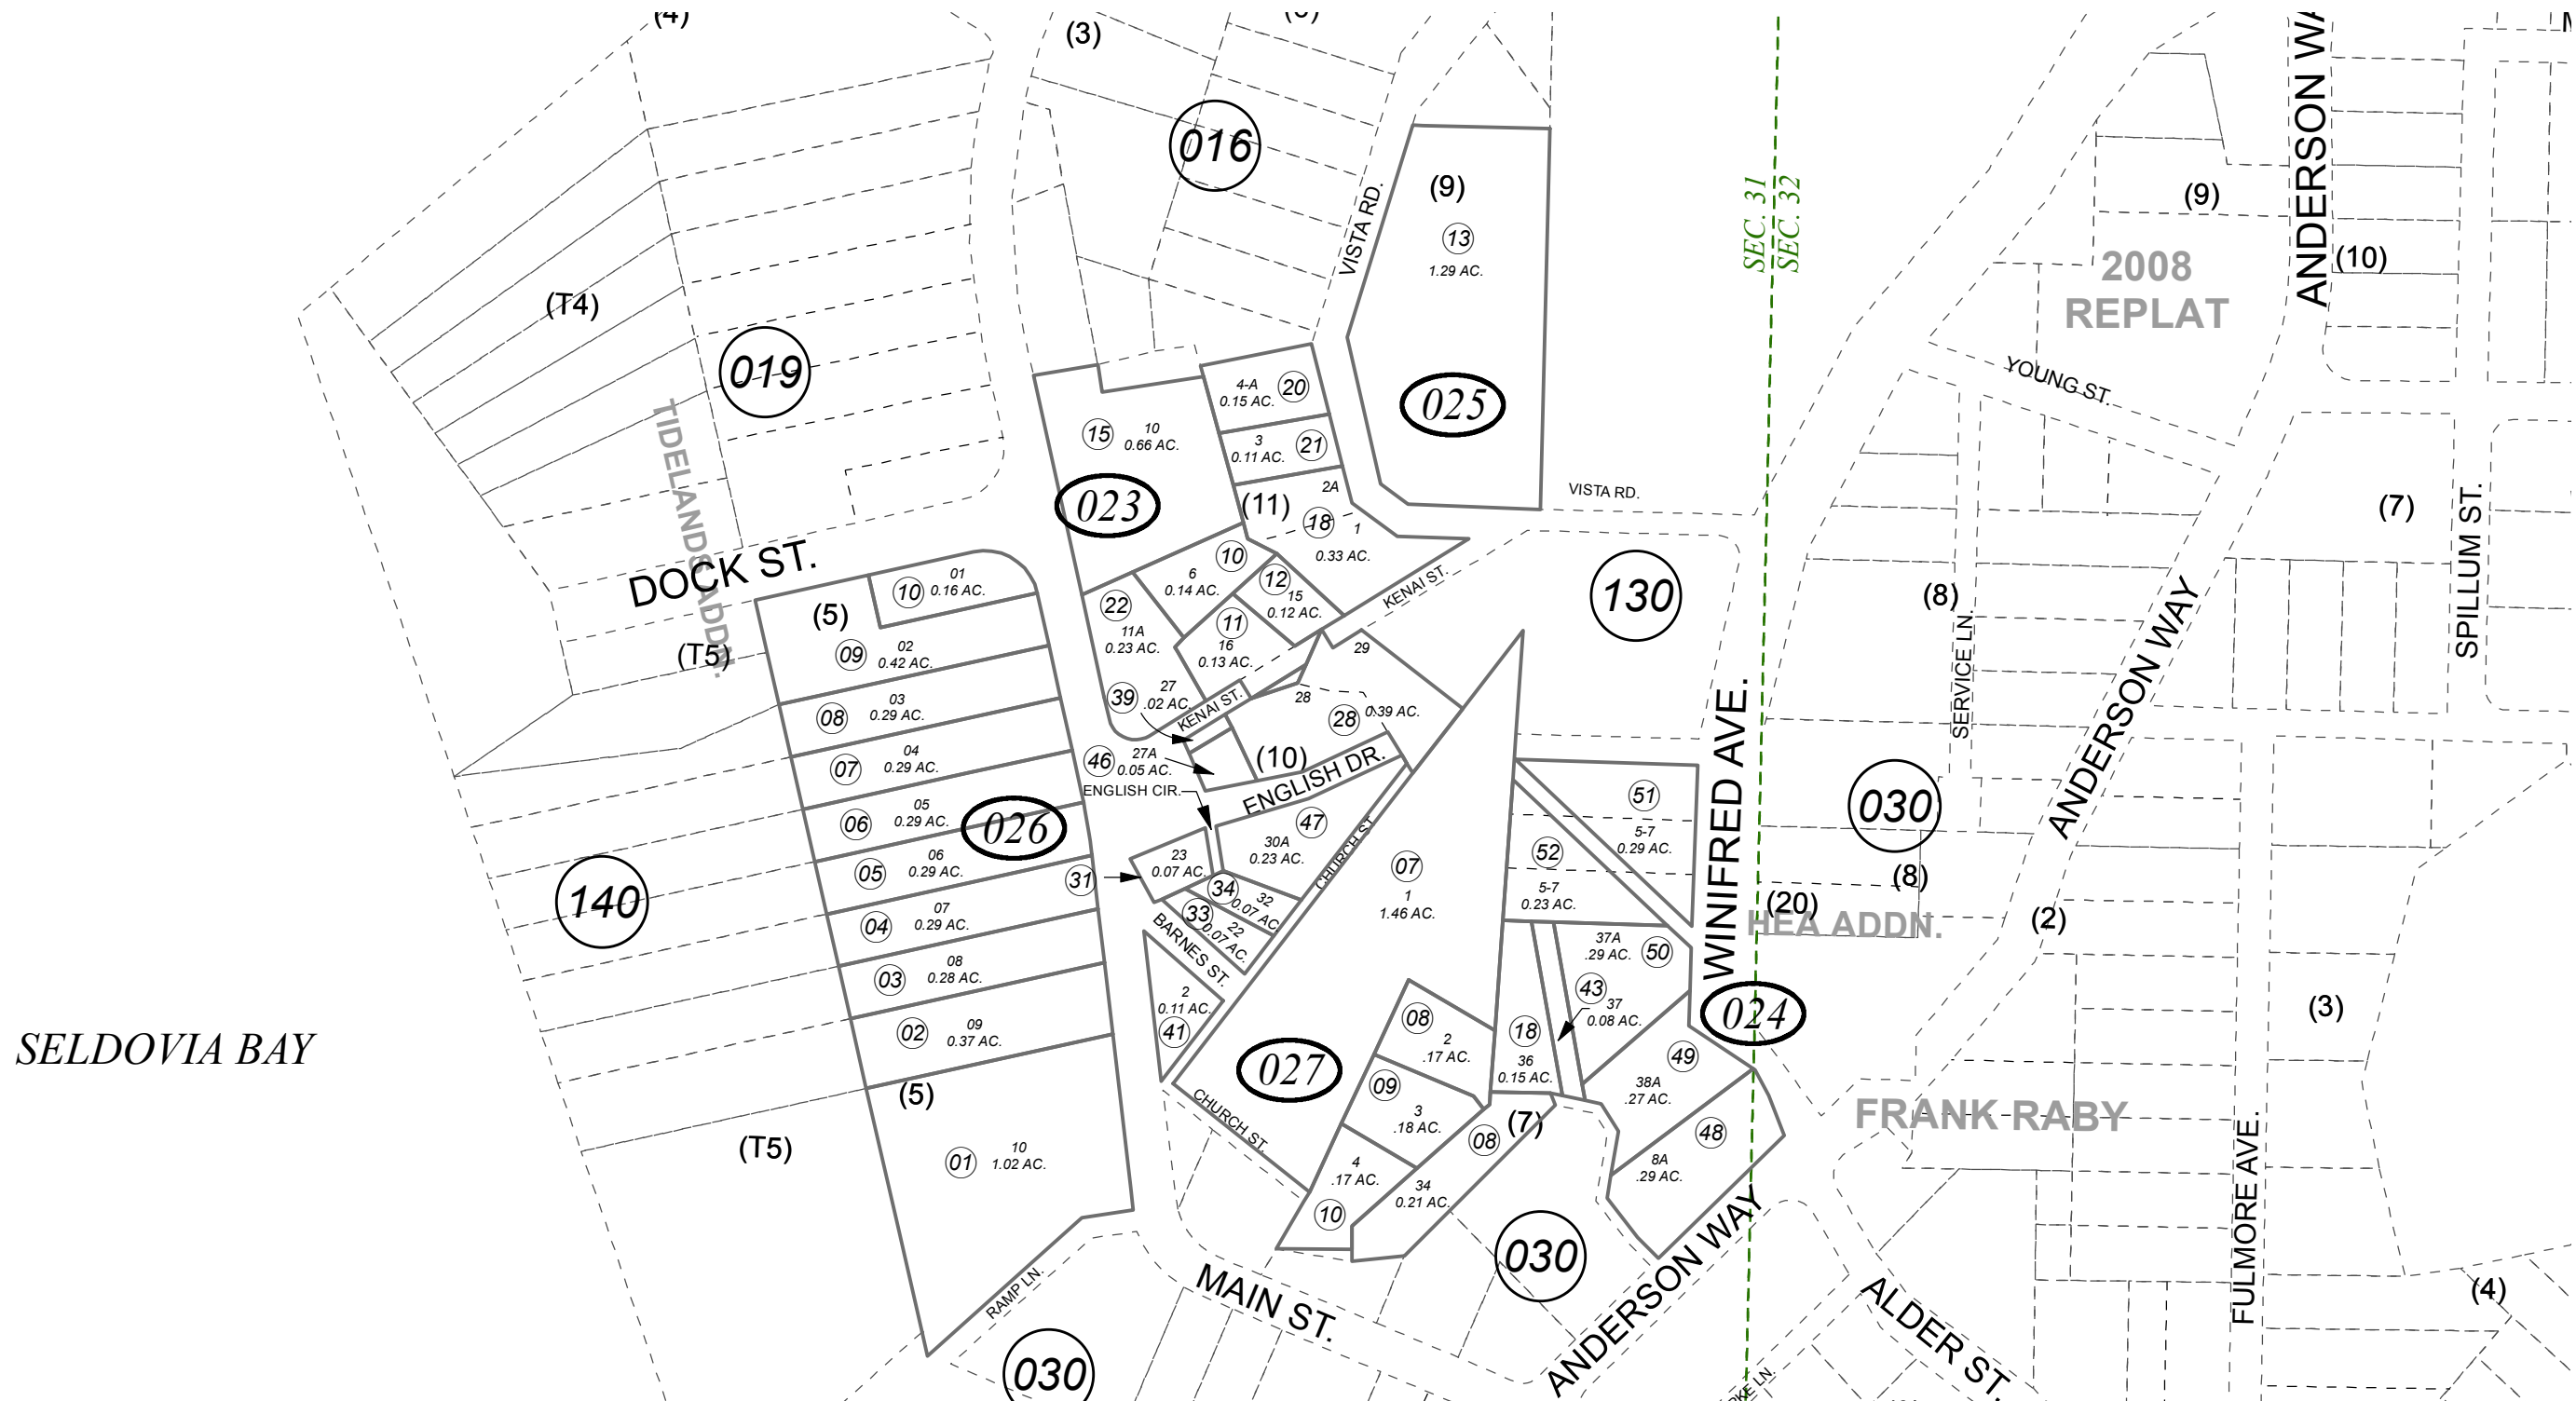 (4)
(3)
016
(T4)
019
TIDELANDS ADDN.
VISTA RD.
(9)
13
1.29 AC.
025
SEC. 31
SEC. 32
ANDERSON WA
(9)
2008
REPLAT
(10)
YOUNG ST.
4-A
0.15 AC.
20
3
0.11 AC.
21
15
10
0.66 AC.
023
(11)
2A
18
1
0.33 AC.
VISTA RD.
(7)
SPILLUM ST.
DOCK ST.
10
01
0.16 AC.
(5)
09
02
0.42 AC.
(T5)
10
6
0.14 AC.
12
15
0.12 AC.
KENAI ST.
130
(8)
SERVICE LN.
ANDERSON WAY
22
11A
0.23 AC.
11
16
0.13 AC.
29
08
03
0.29 AC.
39
27
.02 AC.
KENAI ST.
28
28
0.39 AC.
07
04
0.29 AC.
46
27A
0.05 AC.
(10)
ENGLISH DR.
ENGLISH CIR.
WINIFRED AVE.
51
5-7
0.29 AC.
030
06
05
0.29 AC.
026
47
30A
0.23 AC.
CHURCH ST.
52
5-7
0.23 AC.
05
06
0.29 AC.
31
23
0.07 AC.
07
1
1.46 AC.
(8)
140
34
32
0.07 AC.
33
22
0.07 AC.
(20)
HEA ADDN.
(2)
04
07
0.29 AC.
BARNES ST.
37A
.29 AC.
50
03
08
0.28 AC.
2
0.11 AC.
41
43
37
0.08 AC.
024
(3)
SELDOVIA BAY
02
09
0.37 AC.
08
2
.17 AC.
18
36
0.15 AC.
49
38A
.27 AC.
027
(5)
09
3
.18 AC.
CHURCH ST.
08
(7)
48
8A
.29 AC.
FRANK RABY
(T5)
01
10
1.02 AC.
4
.17 AC.
10
34
0.21 AC.
FULMORE AVE.
RAMP LN.
MAIN ST.
030
ANDERSON WAY
ALDER ST.
(4)
030